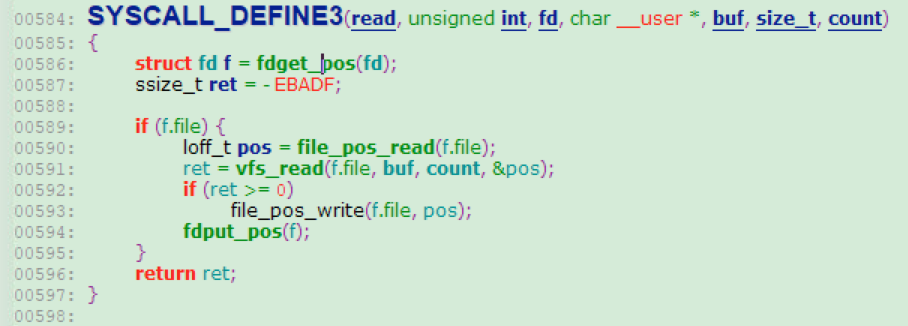 00584: SYSCALL_DEFINE3(read, unsigned int, fd, char __user *, buf, size_t, count)
00585: {
00586: struct fd f = fdget_pos(fd);
00587: ssize_t ret = - EBADF;
00588:
00589: if (f.file) {
00590: loff_t pos = file_pos_read(f.file);
00591: ret = vfs_read(f.file, buf, count, &pos);
00592: if (ret >= 0)
00593: file_pos_write(f.file, pos);
00594: fdput_pos(f);
00595: }
00596: return ret;
00597: }
00598: